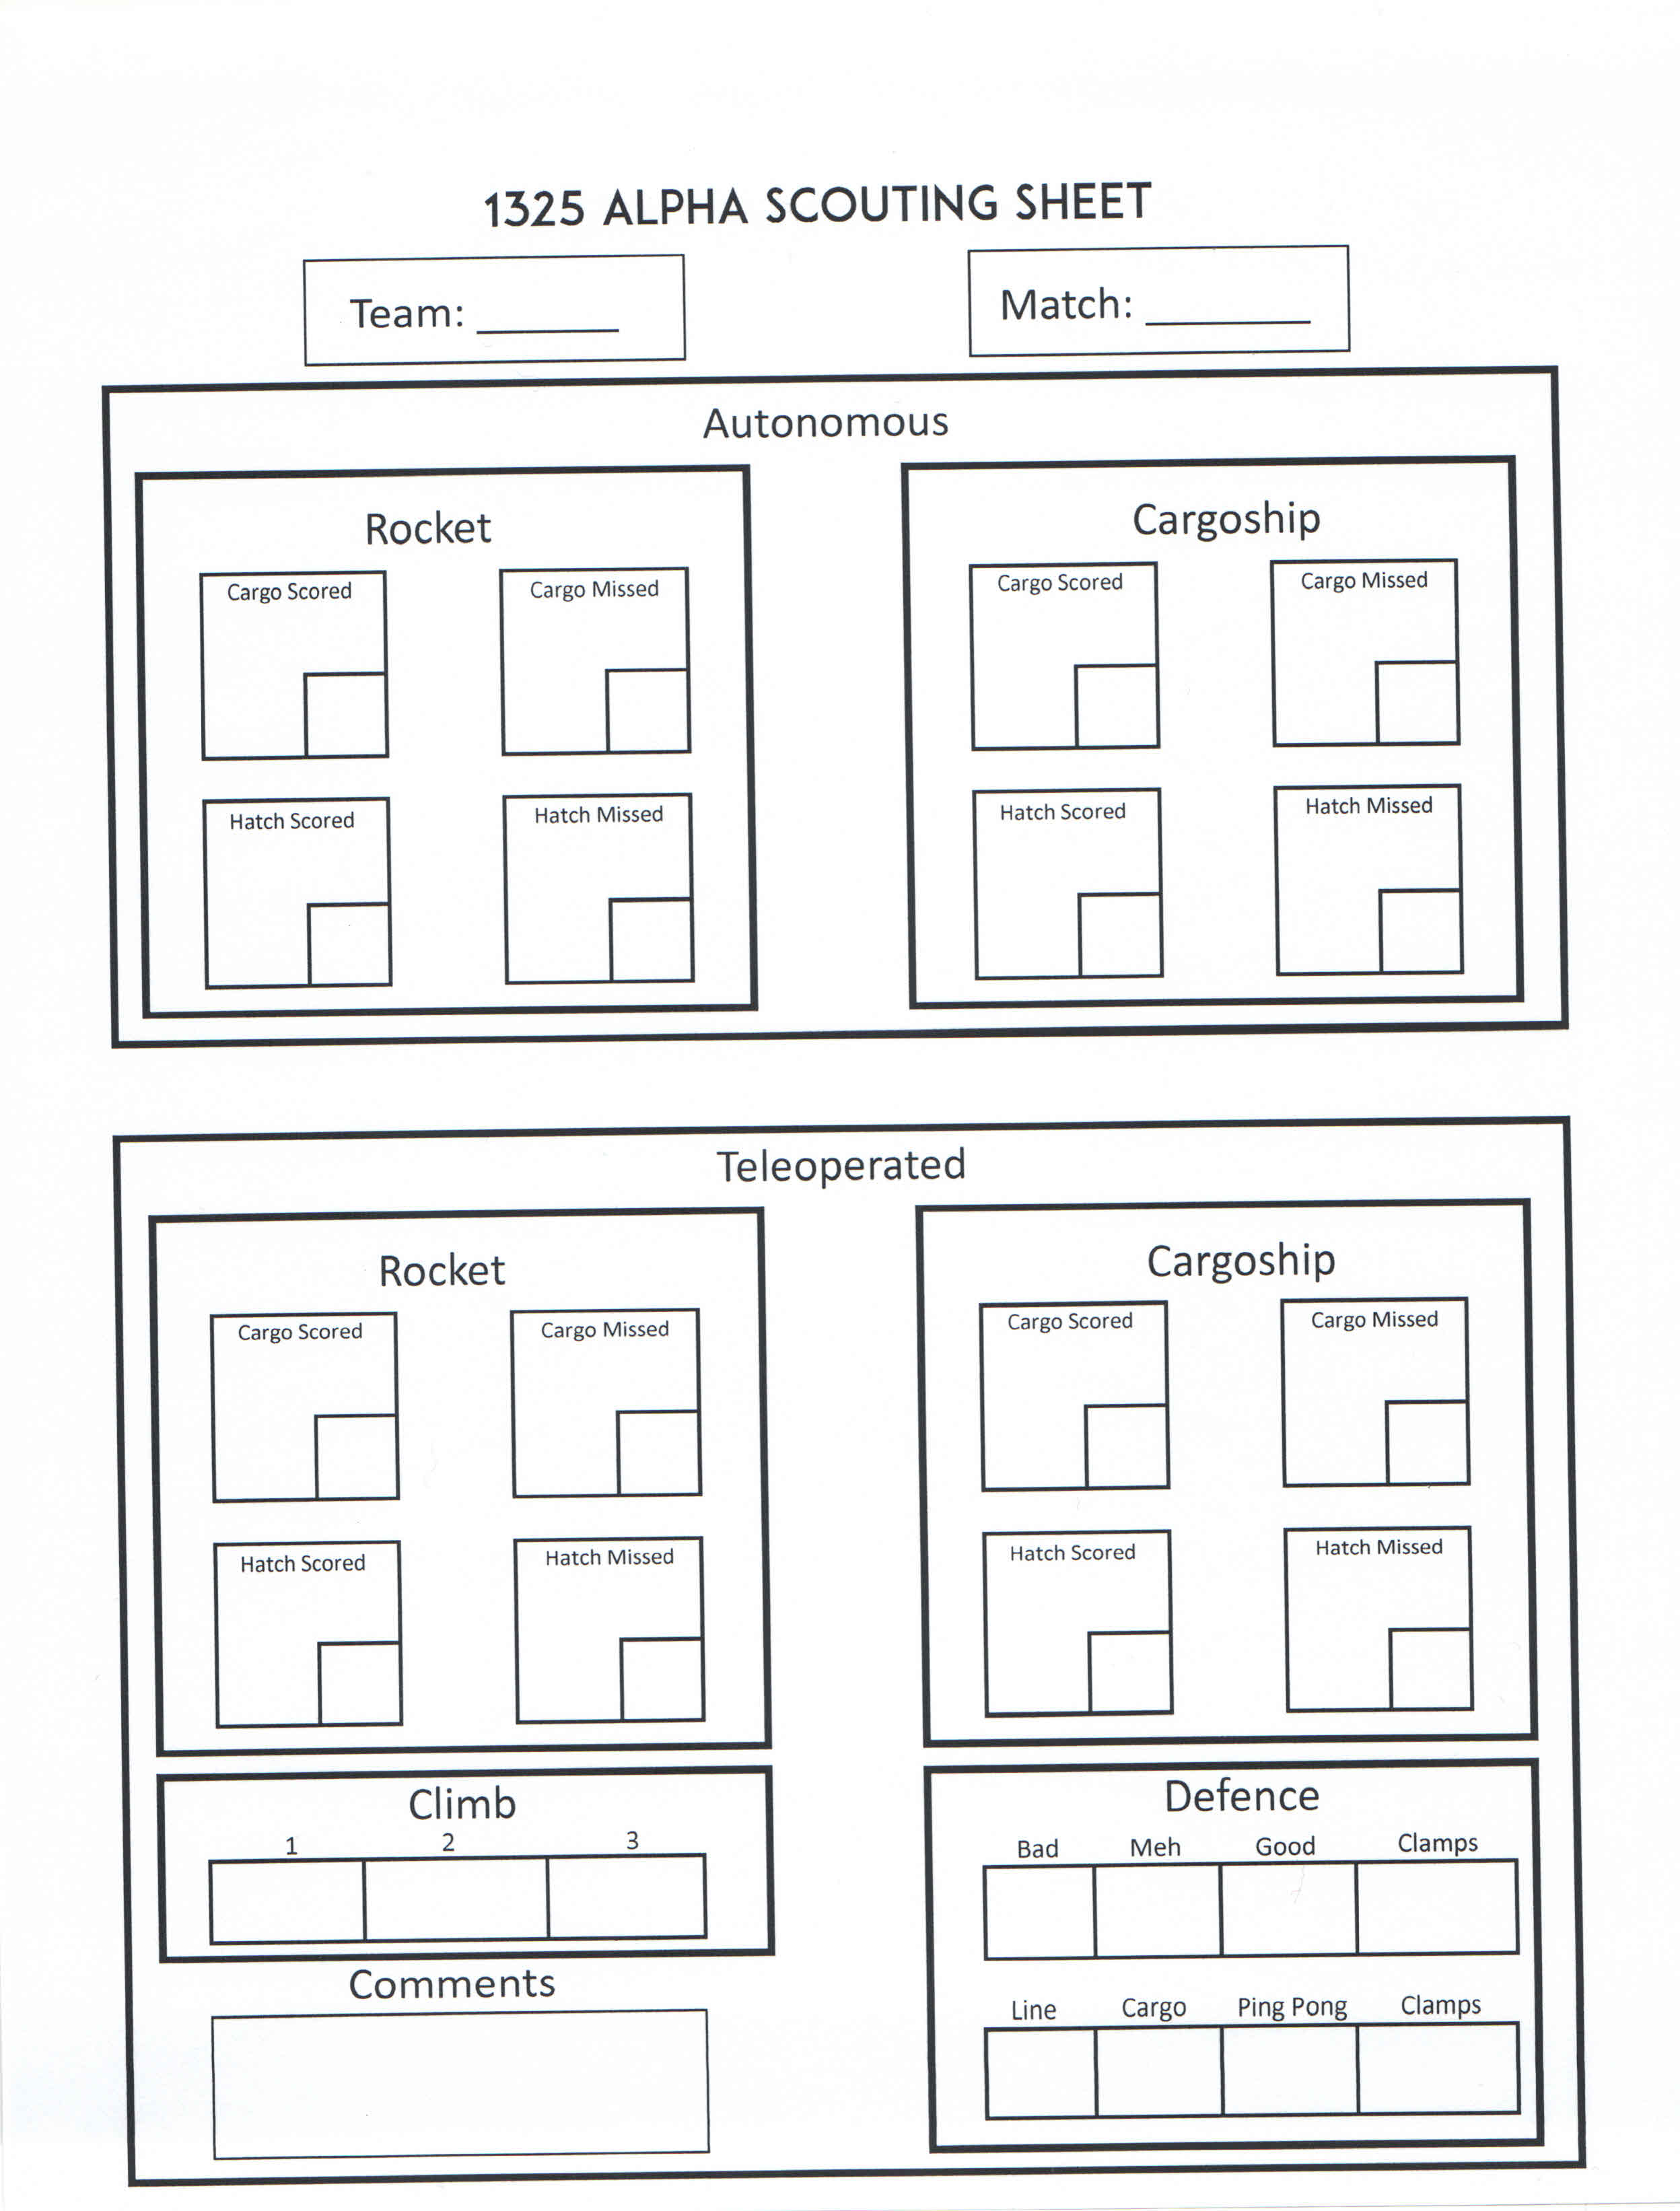 1325 ALPHA SCOUTING SHEET
Team: _______
Match: ________
Autonomous
Rocket
Cargo Scored
Cargo Missed
Hatch Scored
Hatch Missed
Cargoship
Cargo Scored
Cargo Missed
Hatch Scored
Hatch Missed
Teleoperated
Rocket
Cargo Scored
Cargo Missed
Hatch Scored
Hatch Missed
Cargoship
Cargo Scored
Cargo Missed
Hatch Scored
Hatch Missed
Climb
1 2 3
Comments
Defence
Bad Meh Good Clamps
Line Cargo Ping Pong Clamps